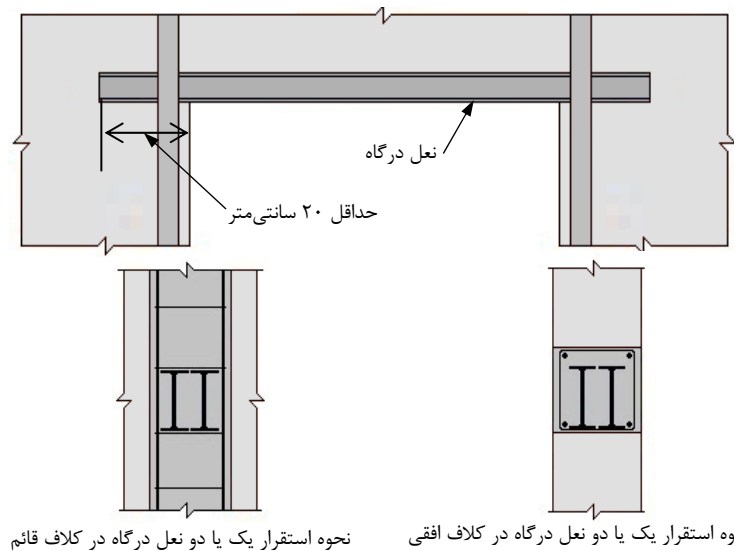 نعل درگاه
حداقل ۲۰ سانتی‌متر
وه استقرار یک یا دو نعل درگاه در کلاف افقی
نحوه استقرار یک یا دو نعل درگاه در کلاف قائم